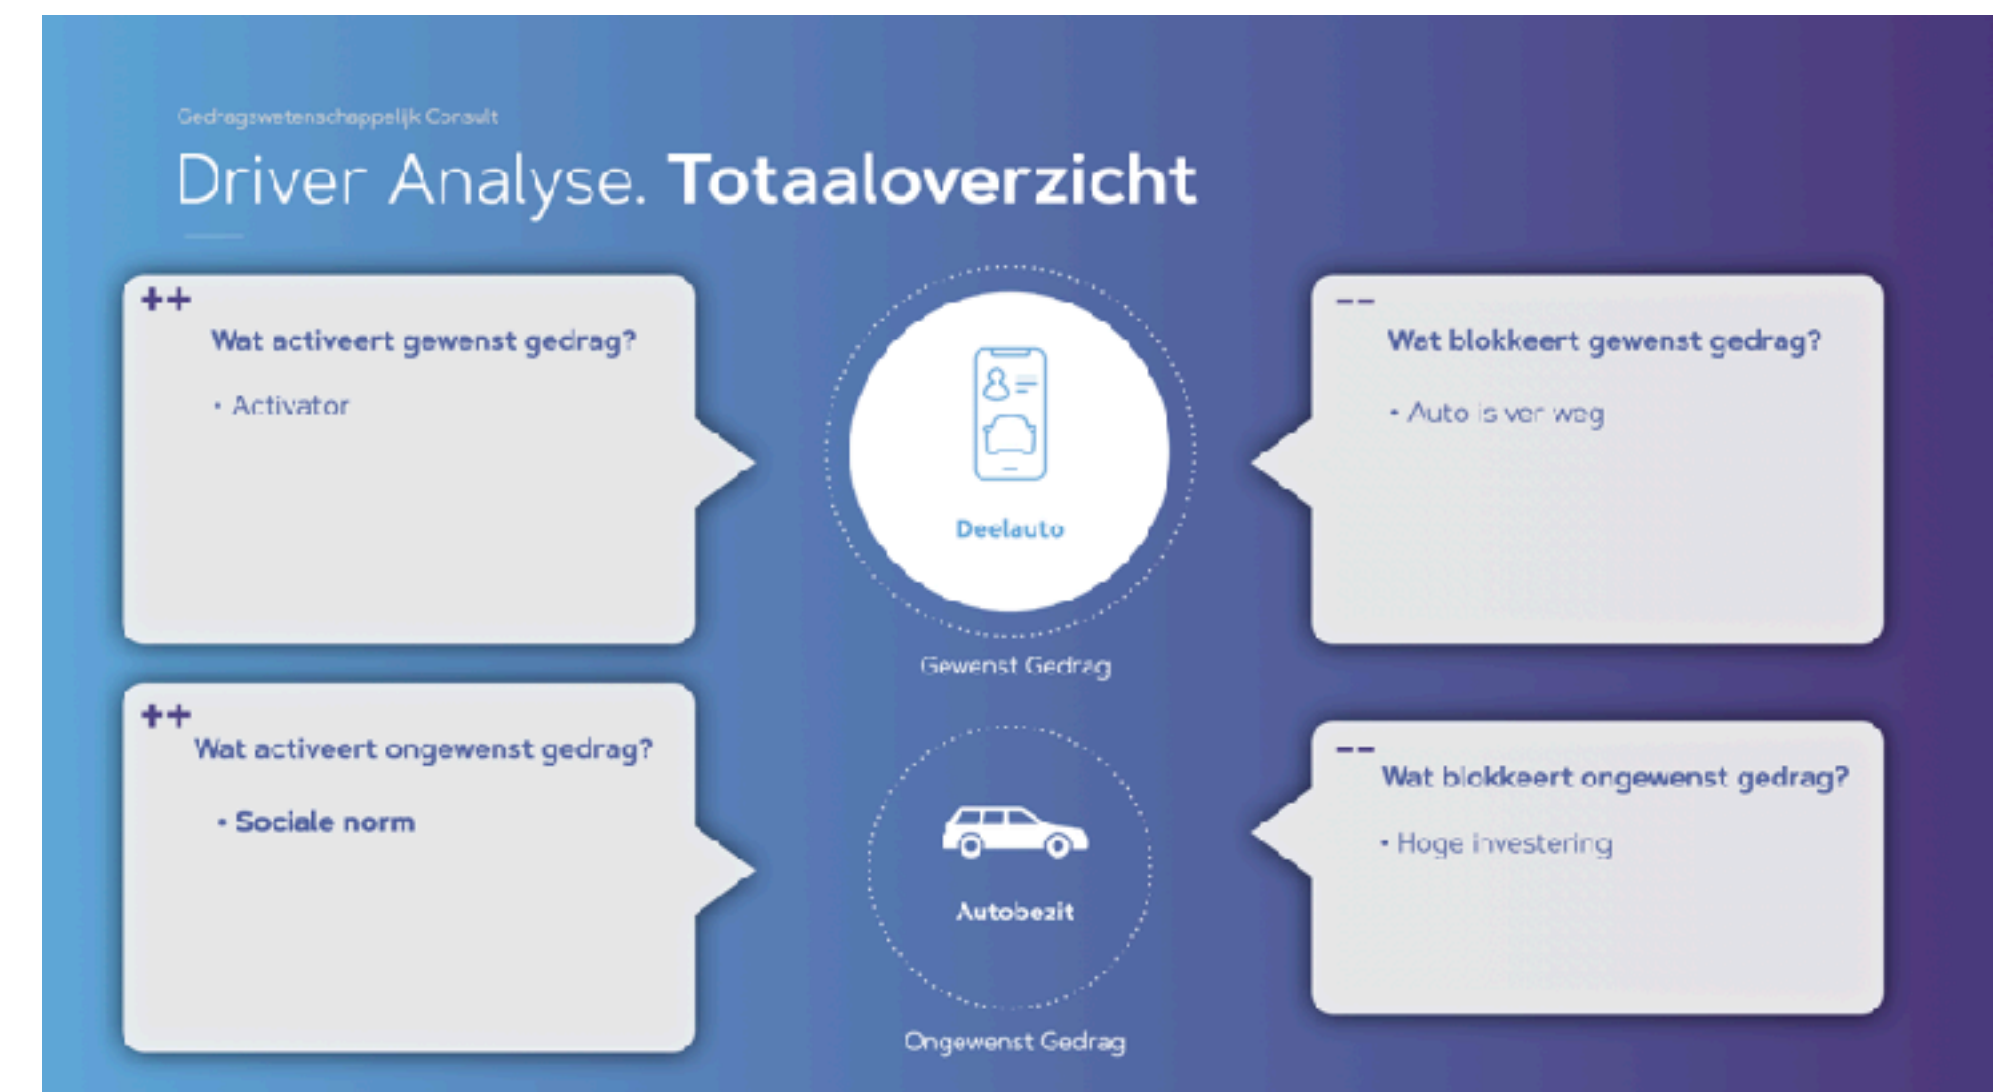 Gedragswetenschappelijk Consult
Driver Analyse. Totaaloverzicht
++
Wat activeert gewenst gedrag?
• Activator
Deelauto
Gewenst Gedrag
--
Wat blokkeert gewenst gedrag?
• Auto is ver weg
++
Wat activeert ongewenst gedrag?
• Sociale norm
Autobezit
Ongewenst Gedrag
--
Wat blokkeert ongewenst gedrag?
• Hoge investering